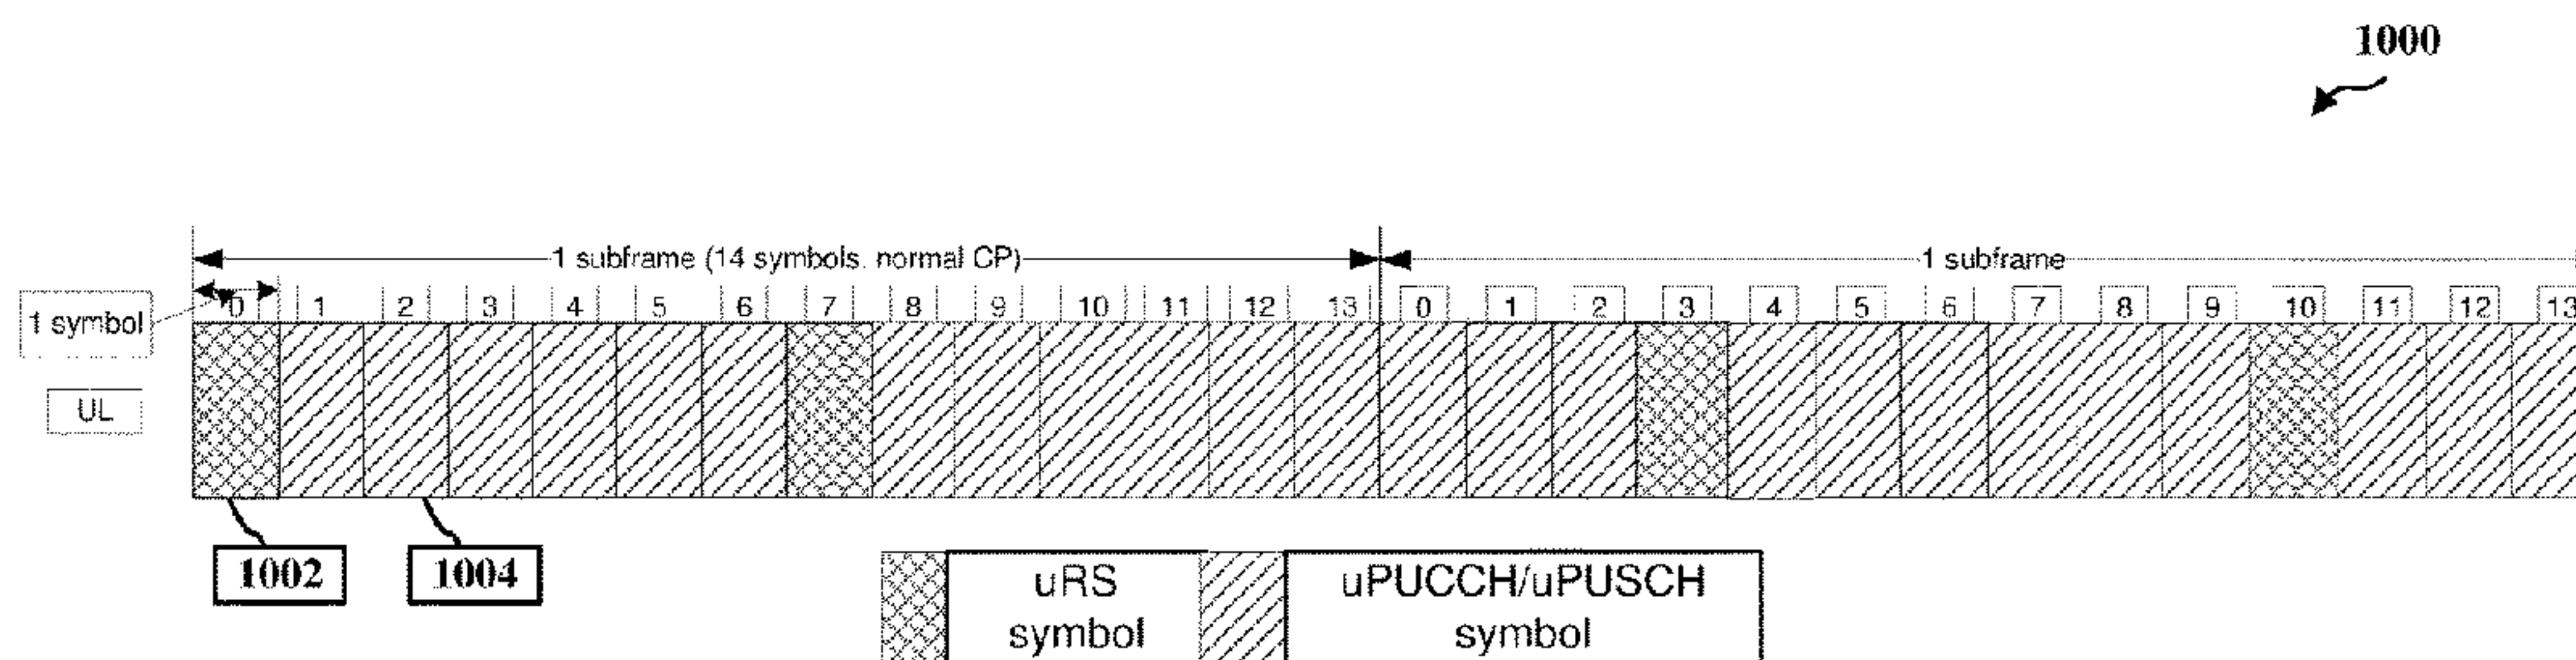 1000
1 subframe (14 symbols. normal CP) 1 subframe
1 symbol 0 1 2 3 4 5 6 7 8 9 10 11 12 13 0 1 2 3 4 5 6 7 8 9 10 11 12 13
UL
1002 1004
uRS uPUCCH/uPUSCH
symbol symbol